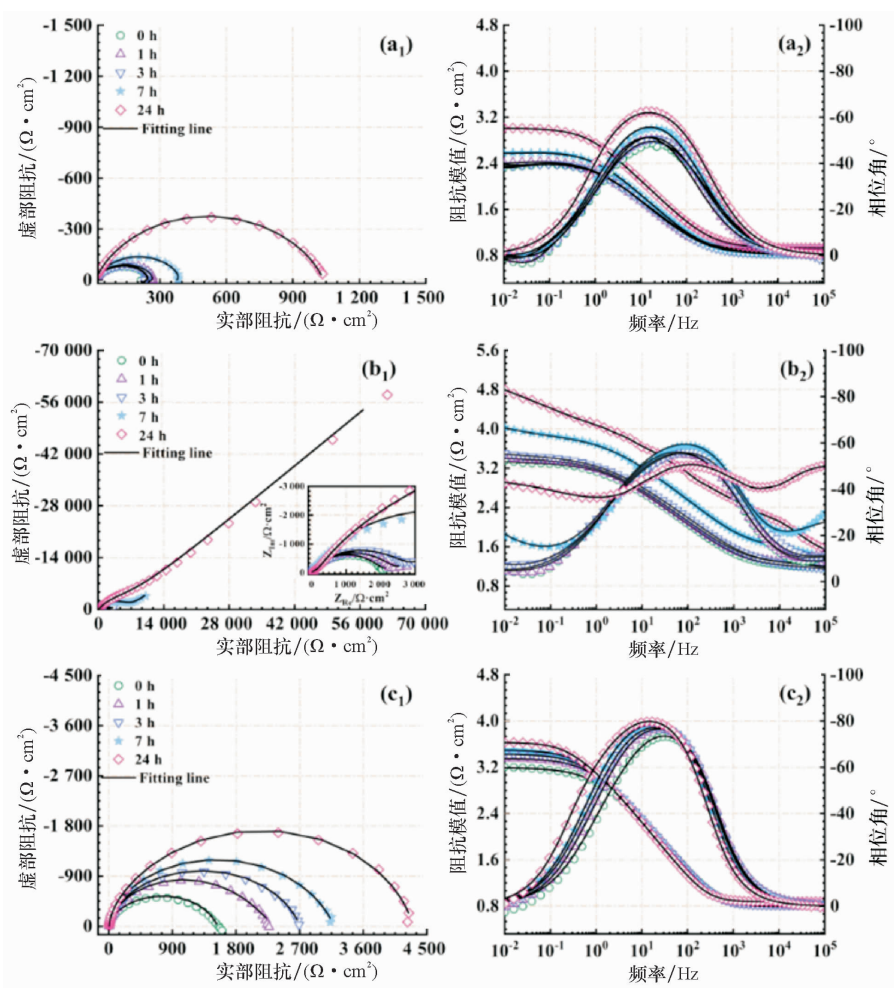 (a₁)
-1 500
-1 200
-900
-600
-300
0
虚部阻抗/(Ω·cm²)
0 h
1 h
3 h
7 h
24 h
Fitting line
300
600
900
1 200
1 500
实部阻抗/(Ω·cm²)
(a₂)
4.8
4.0
3.2
2.4
1.6
0.8
阻抗模值/(Ω·cm²)
-100
-80
-60
-40
-20
0
相位角/°
10⁻²
10⁻¹
10⁰
10¹
10²
10³
10⁴
10⁵
频率/Hz
(b₁)
-70 000
-56 000
-42 000
-28 000
-14 000
0
虚部阻抗/(Ω·cm²)
0 h
1 h
3 h
7 h
24 h
Fitting line
-3 000
-2 000
-1 000
0
Z_Im/Ω·cm²
0
1 000
2 000
3 000
Z_Re/Ω·cm²
0
14 000
28 000
42 000
56 000
70 000
实部阻抗/(Ω·cm²)
(b₂)
5.6
4.8
4.0
3.2
2.4
1.6
0.8
阻抗模值/(Ω·cm²)
-100
-80
-60
-40
-20
0
相位角/°
10⁻²
10⁻¹
10⁰
10¹
10²
10³
10⁴
10⁵
频率/Hz
(c₁)
-4 500
-3 600
-2 700
-1 800
-900
0
虚部阻抗/(Ω·cm²)
0 h
1 h
3 h
7 h
24 h
Fitting line
0
900
1 800
2 700
3 600
4 500
实部阻抗/(Ω·cm²)
(c₂)
4.8
4.0
3.2
2.4
1.6
0.8
阻抗模值/(Ω·cm²)
-100
-80
-60
-40
-20
0
相位角/°
10⁻²
10⁻¹
10⁰
10¹
10²
10³
10⁴
10⁵
频率/Hz